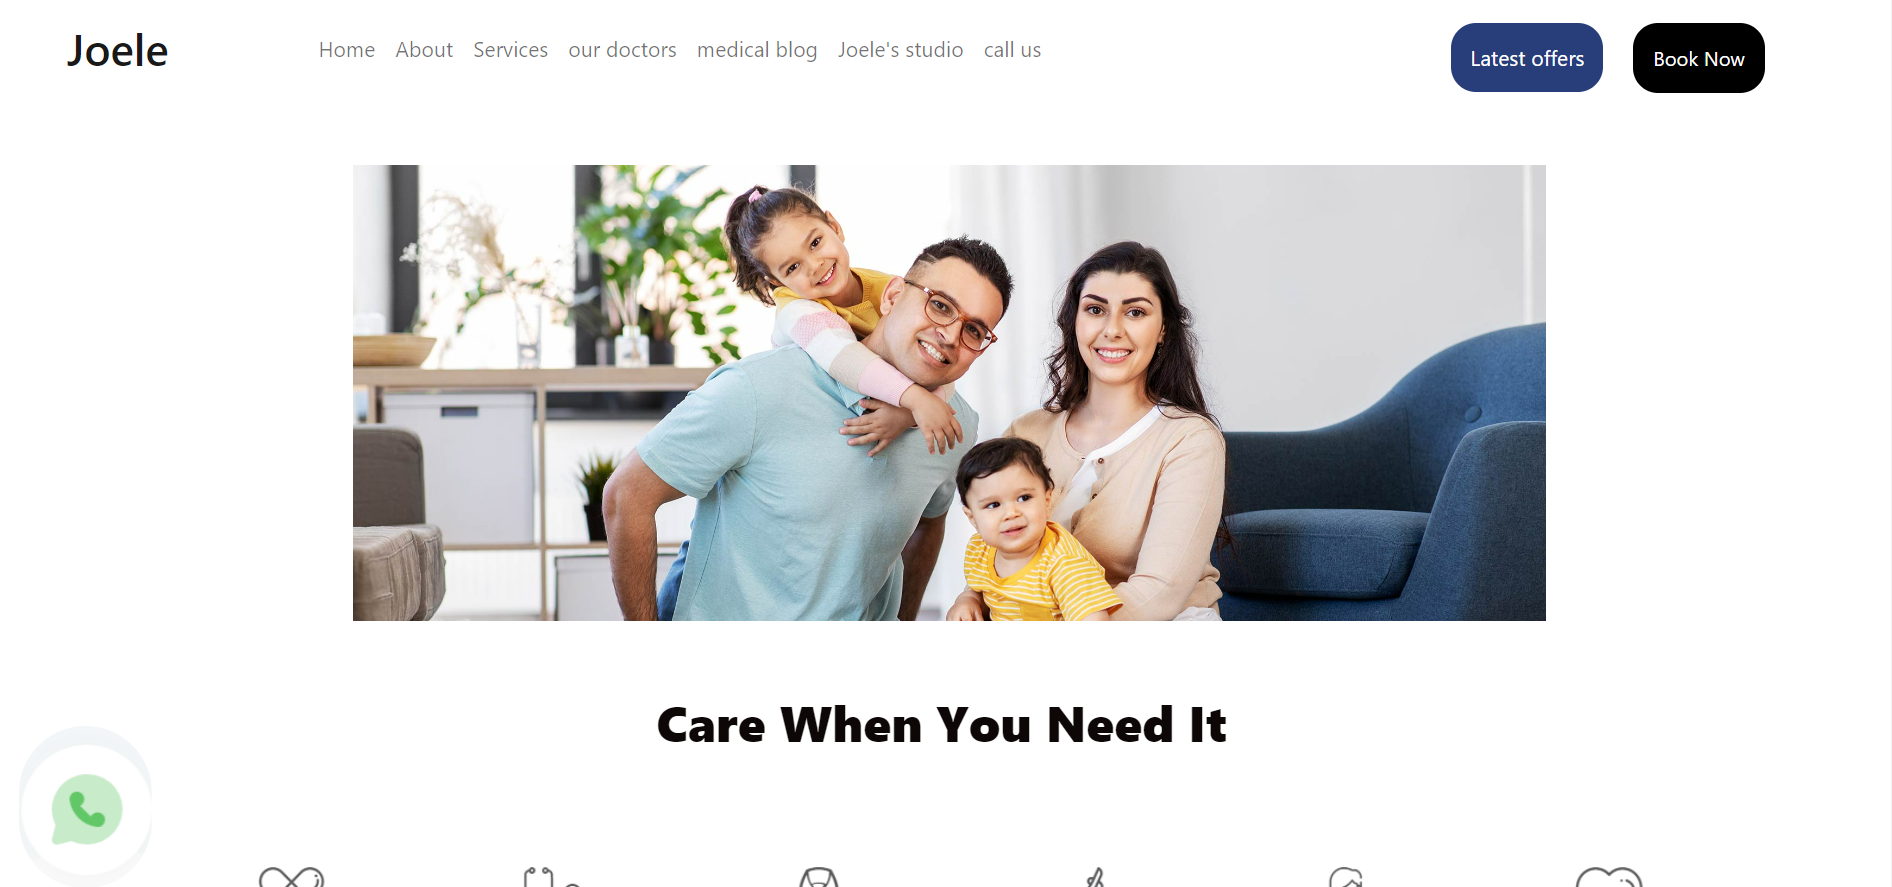 Joele
Home About Services our doctors medical blog Joele's studio call us
Latest offers
Book Now
Care When You Need It